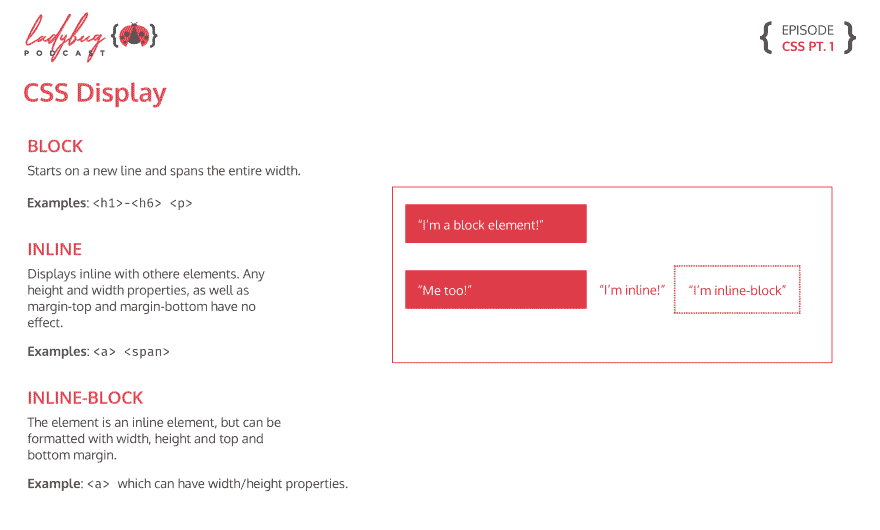 ladybug
PODCAST
{ }
{ EPISODE
CSS PT. 1 }
CSS Display
BLOCK
Starts on a new line and spans the entire width.
Examples: <h1>-<h6> <p>
INLINE
Displays inline with othere elements. Any
height and width properties, as well as
margin-top and margin-bottom have no
effect.
Examples: <a> <span>
INLINE-BLOCK
The element is an inline element, but can be
formatted with width, height and top and
bottom margin.
Example: <a> which can have width/height properties.
“I’m a block element!”
“Me too!” “I’m inline!” “I’m inline-block”